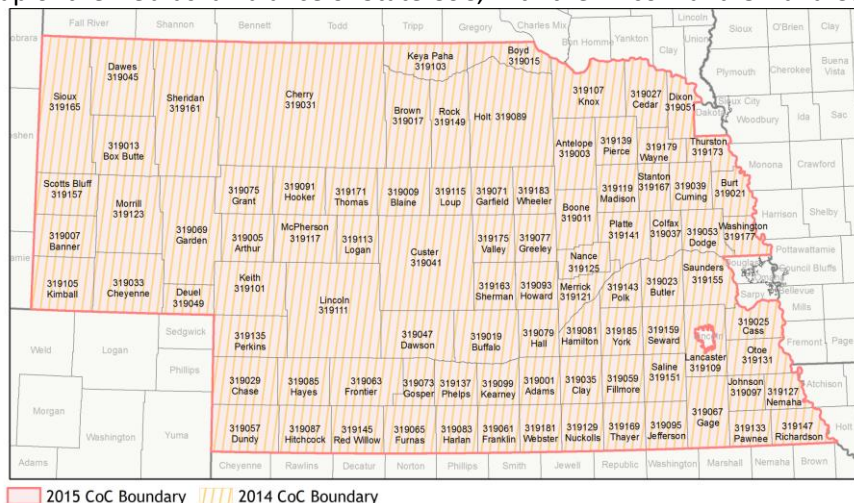 Fall River
Shannon
Bennett
Todd
Tripp
Gregory
Charles Mix
Bon Homme
Yankton
Clay
Lincoln
Union
Sioux
O'Brien
Clay
Plymouth
Cherokee
Buena
Vista
Sioux City
Dakota
Woodbury
Ida
Sac
Monona
Crawford
Harrison
Shelby
Pottawattamie
Council Bluffs
Bellevue
Sarpy
Mills
Fremont
Page
Atchison
Holt
Sioux
319165
Dawes
319045
Sheridan
319161
319013
Box Butte
Cherry
319031
Keya Paha
319103
Boyd
319015
Brown
319017
Rock
319149
Holt 319089
319107
Knox
319027
Cedar
Dixon
319051
Antelope
319003
319139
Pierce
319179
Wayne
Thurston
319173
Scotts Bluff
319157
Morrill
319123
319069
Garden
319075
Grant
319091
Hooker
319171
Thomas
319009
Blaine
319115
Loup
319071
Garfield
319183
Wheeler
Boone
319011
319119
Madison
Stanton
319167
319039
Cuming
Burt
319021
319007
Banner
319005
Arthur
McPherson
319117
319113
Logan
Custer
319041
319175
Valley
319077
Greeley
Nance
319125
Platte
319141
Colfax
319037
319053
Dodge
Washington
319177
319105
Kimball
319033
Cheyenne
Deuel
319049
Keith
319101
Lincoln
319111
319163
Sherman
319093
Howard
Merrick
319121
319143
Polk
319023
Butler
Saunders
319155
319135
Perkins
319047
Dawson
319019
Buffalo
319079
Hall
319081
Hamilton
319185
York
319159
Seward
Lincoln
Lancaster
319109
319025
Cass
Otoe
319131
319029
Chase
319085
Hayes
319063
Frontier
319073
Gosper
319137
Phelps
319099
Kearney
319001
Adams
319035
Clay
319059
Fillmore
Saline
319151
319067
Gage
Johnson
319097
319127
Nemaha
319057
Dundy
319087
Hitchcock
319145
Red Willow
319065
Furnas
319083
Harlan
319061
Franklin
319181
Webster
319129
Nuckolls
319169
Thayer
319095
Jefferson
319133
Pawnee
319147
Richardson
Sedgwick
Weld
Logan
Phillips
Morgan
Washington
Yuma
Adams
Cheyenne
Rawlins
Decatur
Norton
Phillips
Smith
Jewell
Republic
Washington
Marshall
Nemaha
Brown
2015 CoC Boundary
2014 CoC Boundary